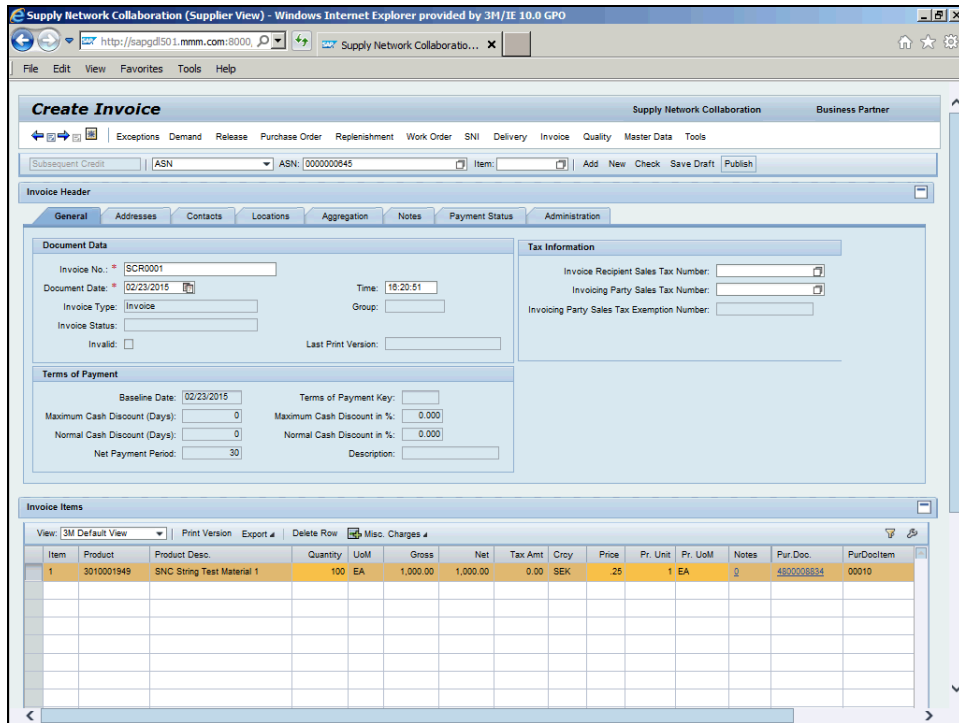 Supply Network Collaboration (Supplier View) - Windows Internet Explorer provided by 3M/IE 10.0 GPO
http://sapgdl501.mmm.com:8000, Supply Network Collaboratio... X
File Edit View Favorites Tools Help
Create Invoice Supply Network Collaboration Business Partner
Exceptions Demand Release Purchase Order Replenishment Work Order SNI Delivery Invoice Quality Master Data Tools
Subsequent Credit ASN ASN: 0000000645 Item: Add New Check Save Draft Publish
Invoice Header
General Addresses Contacts Locations Aggregation Notes Payment Status Administration
Document Data
Invoice No.: * SCR0001
Document Date: * 02/23/2015 Time: 16:20:51
Invoice Type: Invoice Group:
Invoice Status:
Invalid: Last Print Version:
Tax Information
Invoice Recipient Sales Tax Number:
Invoicing Party Sales Tax Number:
Invoicing Party Sales Tax Exemption Number:
Terms of Payment
Baseline Date: 02/23/2015 Terms of Payment Key:
Maximum Cash Discount (Days): 0 Maximum Cash Discount in %: 0.000
Normal Cash Discount (Days): 0 Normal Cash Discount in %: 0.000
Net Payment Period: 30 Description:
Invoice Items
View: 3M Default View Print Version Export Delete Row Misc. Charges
Item Product Product Desc. Quantity UoM Gross Net Tax Amt Crcy Price Pr. Unit Pr. UoM Notes Pur.Doc. PurDocItem
1 3010001949 SNC String Test Material 1 100 EA 1,000.00 1,000.00 0.00 SEK .25 1 EA 0 4800008834 00010